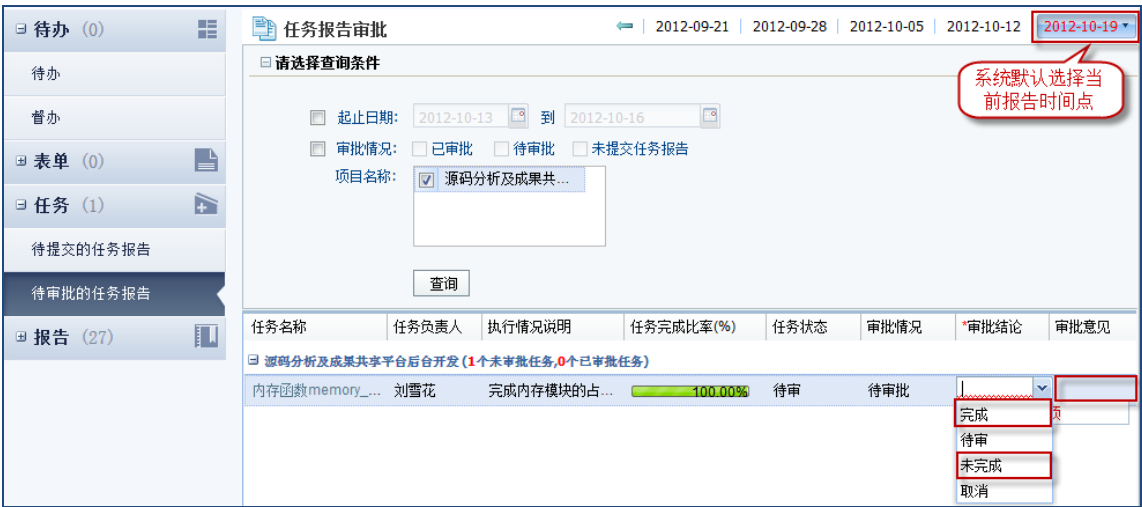 待办 (0)
待办
督办
表单 (0)
任务 (1)
待提交的任务报告
待审批的任务报告
报告 (27)
任务报告审批
2012-09-21 | 2012-09-28 | 2012-10-05 | 2012-10-12 2012-10-19
系统默认选择当
前报告时间点
请选择查询条件
起止日期: 2012-10-13 到 2012-10-16
审批情况: 已审批 待审批 未提交任务报告
项目名称: 源码分析及成果共...
查询
任务名称 任务负责人 执行情况说明 任务完成比率(%) 任务状态 审批情况 *审批结论 审批意见
源码分析及成果共享平台后台开发(1个未审批任务,0个已审批任务)
内存函数memory_... 刘雪花 完成内存模块的占... 100.00% 待审 待审批
完成
待审
未完成
取消